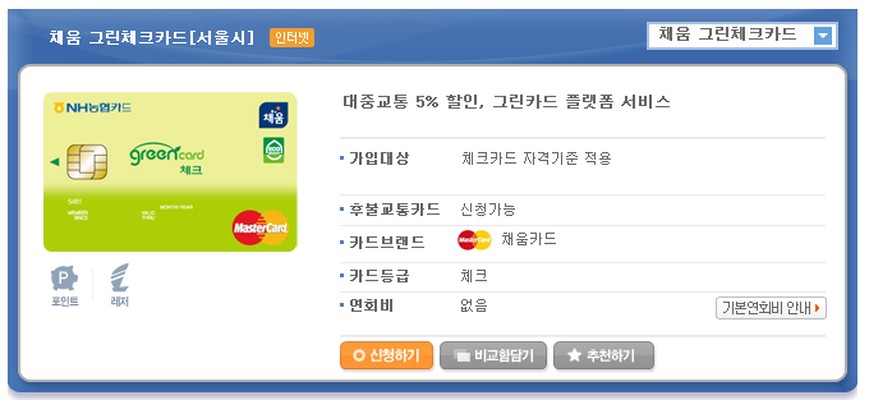 채움 그린체크카드[서울시] 인터넷
채움 그린체크카드
대중교통 5% 할인, 그린카드 플랫폼 서비스
NH농협카드
채움
greencard
체크
ECO
5461
MONTH/YEAR
MEMBER SINCE
VALID THRU
MasterCard
포인트
레저
가입대상 체크카드 자격기준 적용
후불교통카드 신청가능
카드브랜드 MasterCard 채움카드
카드등급 체크
연회비 없음
기본연회비 안내
신청하기 비교함담기 추천하기